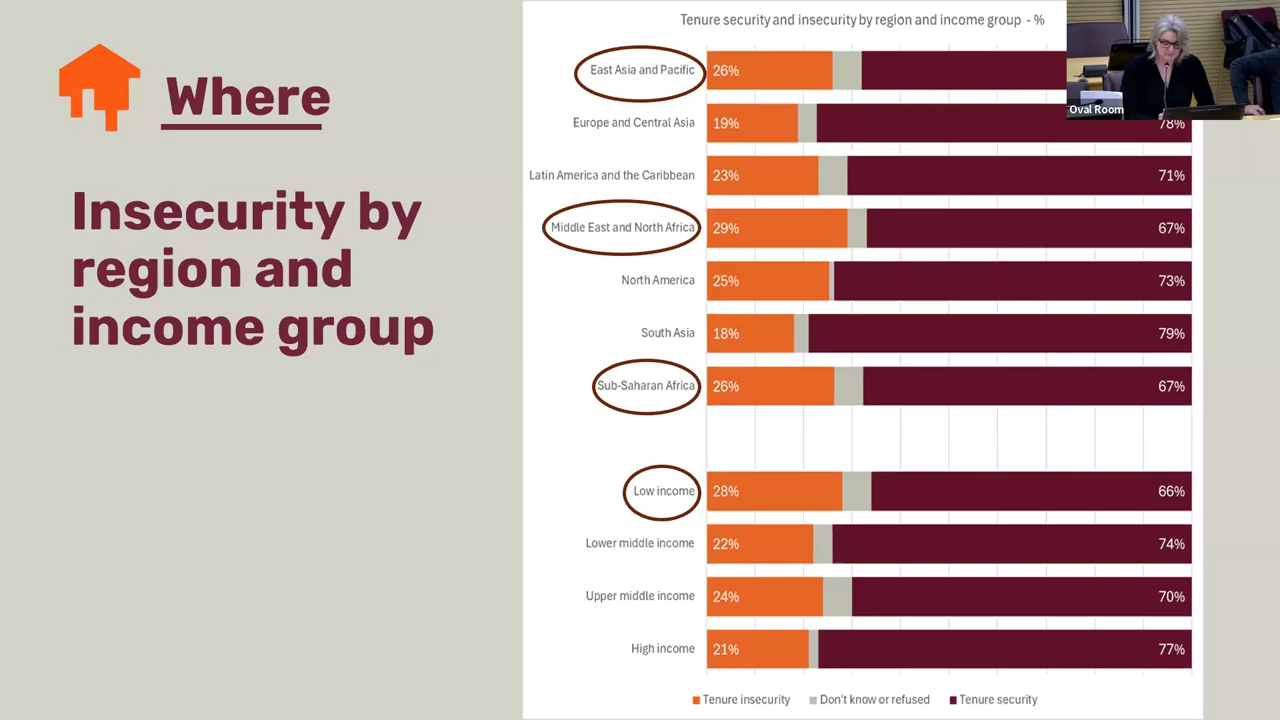 Where
Insecurity by
region and
income group
Tenure security and insecurity by region and income group - %
East Asia and Pacific 26%
Europe and Central Asia 19% 78%
Latin America and the Caribbean 23% 71%
Middle East and North Africa 29% 67%
North America 25% 73%
South Asia 18% 79%
Sub-Saharan Africa 26% 67%
Low income 28% 66%
Lower middle income 22% 74%
Upper middle income 24% 70%
High income 21% 77%
Tenure insecurity Don't know or refused Tenure security
Oval Room